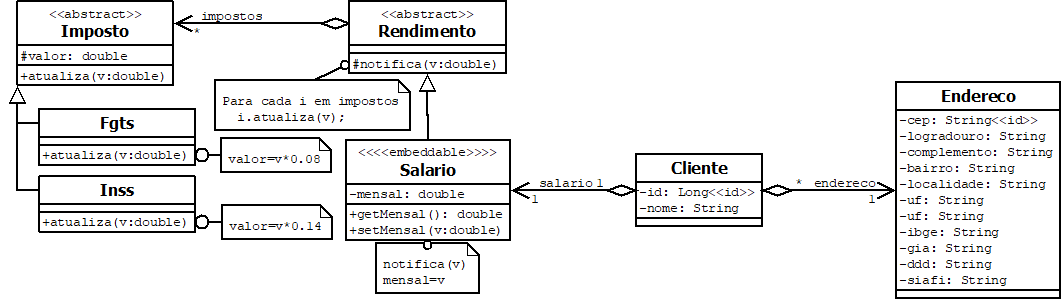 <<abstract>>
Imposto
#valor: double
+atualiza(v:double)
impostos
*
<<abstract>>
Rendimento
#notifica(v:double)
Para cada i em impostos
i.atualiza(v);
Fgts
+atualiza(v:double)
valor=v*0.08
Inss
+atualiza(v:double)
valor=v*0.14
<<<<embeddable>>>>
Salario
-mensal: double
+getMensal(): double
+setMensal(v:double)
notifica(v)
mensal=v
salario 1
1
Cliente
-id: Long<<id>>
-nome: String
* endereco
1
Endereco
-cep: String<<id>>
-logradouro: String
-complemento: String
-bairro: String
-localidade: String
-uf: String
-uf: String
-ibge: String
-gia: String
-ddd: String
-siafi: String